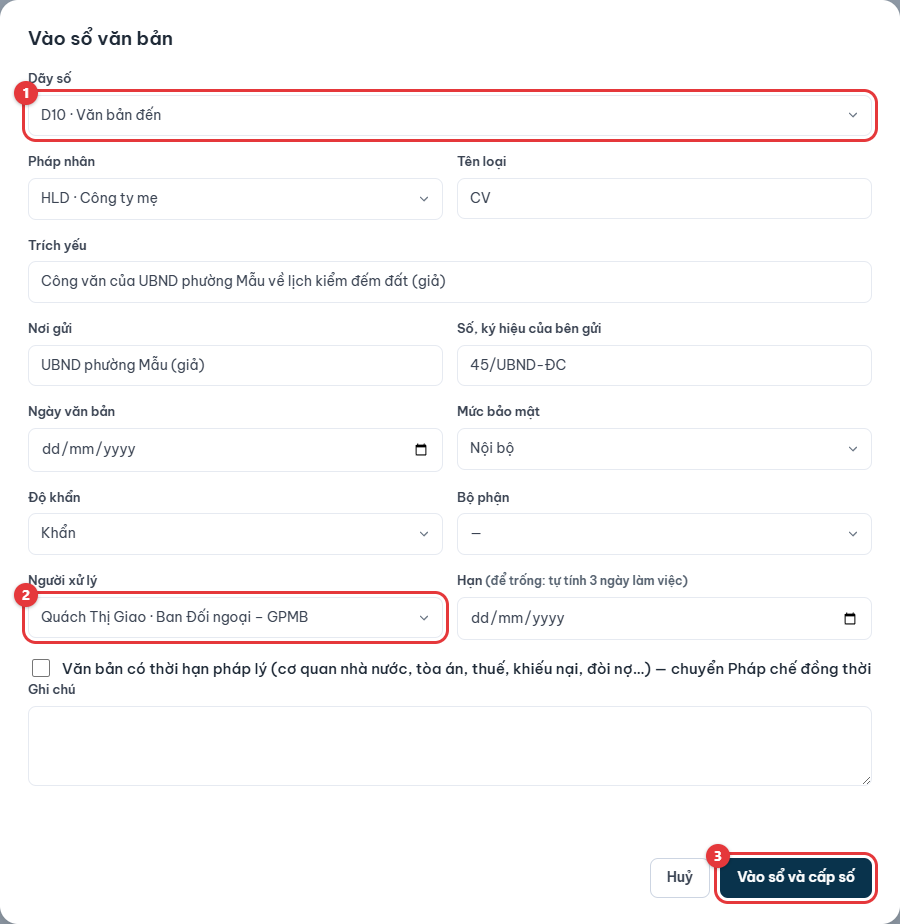 Vào sổ văn bản
Dãy số
1
D10 · Văn bản đến
Pháp nhân
Tên loại
HLD · Công ty mẹ
CV
Trích yếu
Công văn của UBND phường Mẫu về lịch kiểm đếm đất (giả)
Nơi gửi
Số, ký hiệu của bên gửi
UBND phường Mẫu (giả)
45/UBND-ĐC
Ngày văn bản
Mức bảo mật
dd/mm/yyyy
Nội bộ
Độ khẩn
Bộ phận
Khẩn
—
Người xử lý
Hạn (để trống: tự tính 3 ngày làm việc)
2
Quách Thị Giao · Ban Đối ngoại – GPMB
dd/mm/yyyy
Văn bản có thời hạn pháp lý (cơ quan nhà nước, tòa án, thuế, khiếu nại, đòi nợ…) — chuyển Pháp chế đồng thời
Ghi chú
3
Huỷ
Vào sổ và cấp số